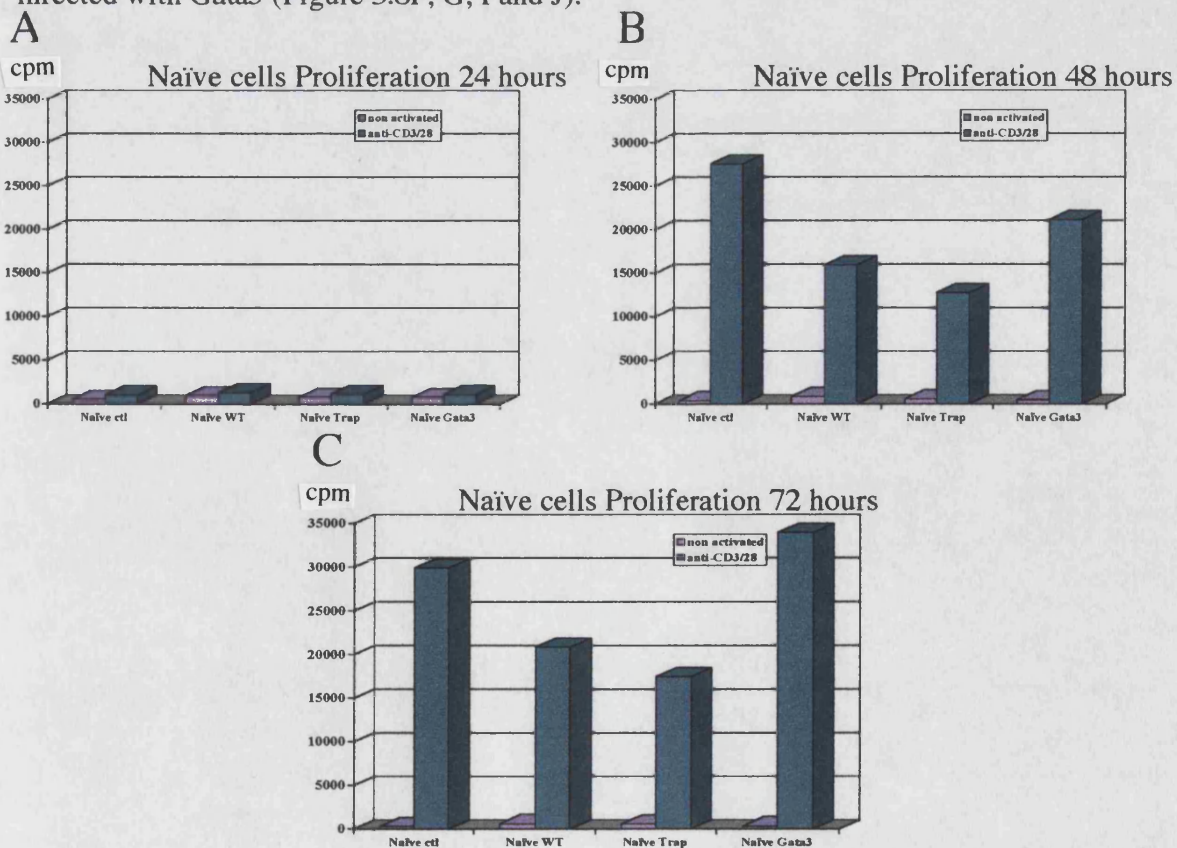 infected with Gata3 (Figure 3.8F, G, I and J).
A
cpm
Naïve cells Proliferation 24 hours
35000
30000
25000
20000
15000
10000
5000
0
non activated
anti-CD3/28
Naïve ctl
Naïve WT
Naïve Trap
Naïve Gata3
B
cpm
Naïve cells Proliferation 48 hours
35000
30000
25000
20000
15000
10000
5000
0
non activated
anti-CD3/28
Naïve ctl
Naïve WT
Naïve Trap
Naïve Gata3
C
cpm
Naïve cells Proliferation 72 hours
35000
30000
25000
20000
15000
10000
5000
0
non activated
anti-CD3/28
Naïve ctl
Naïve WT
Naïve Trap
Naïve Gata3